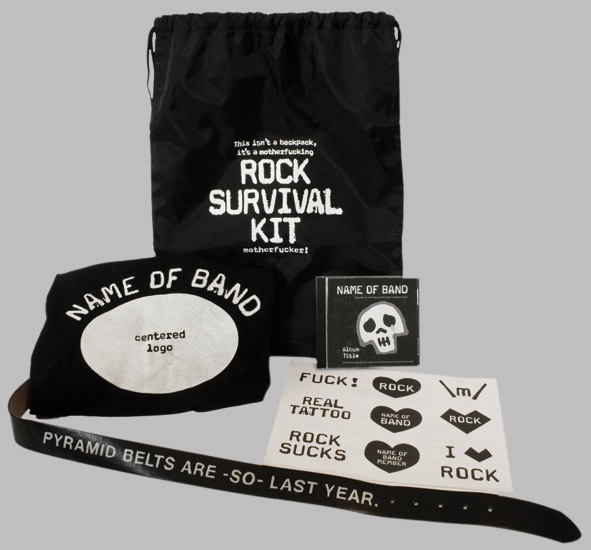 This isn't a backpack,
it's a motherfucking
ROCK
SURVIVAL
KIT
motherfucker!
NAME OF BAND
centered
logo
NAME OF BAND
Album
Title
FUCK!
ROCK
\m/
REAL
TATTOO
NAME OF
BAND
ROCK
ROCK
SUCKS
NAME OF
BAND
MEMBER
I
ROCK
PYRAMID BELTS ARE -SO- LAST YEAR.